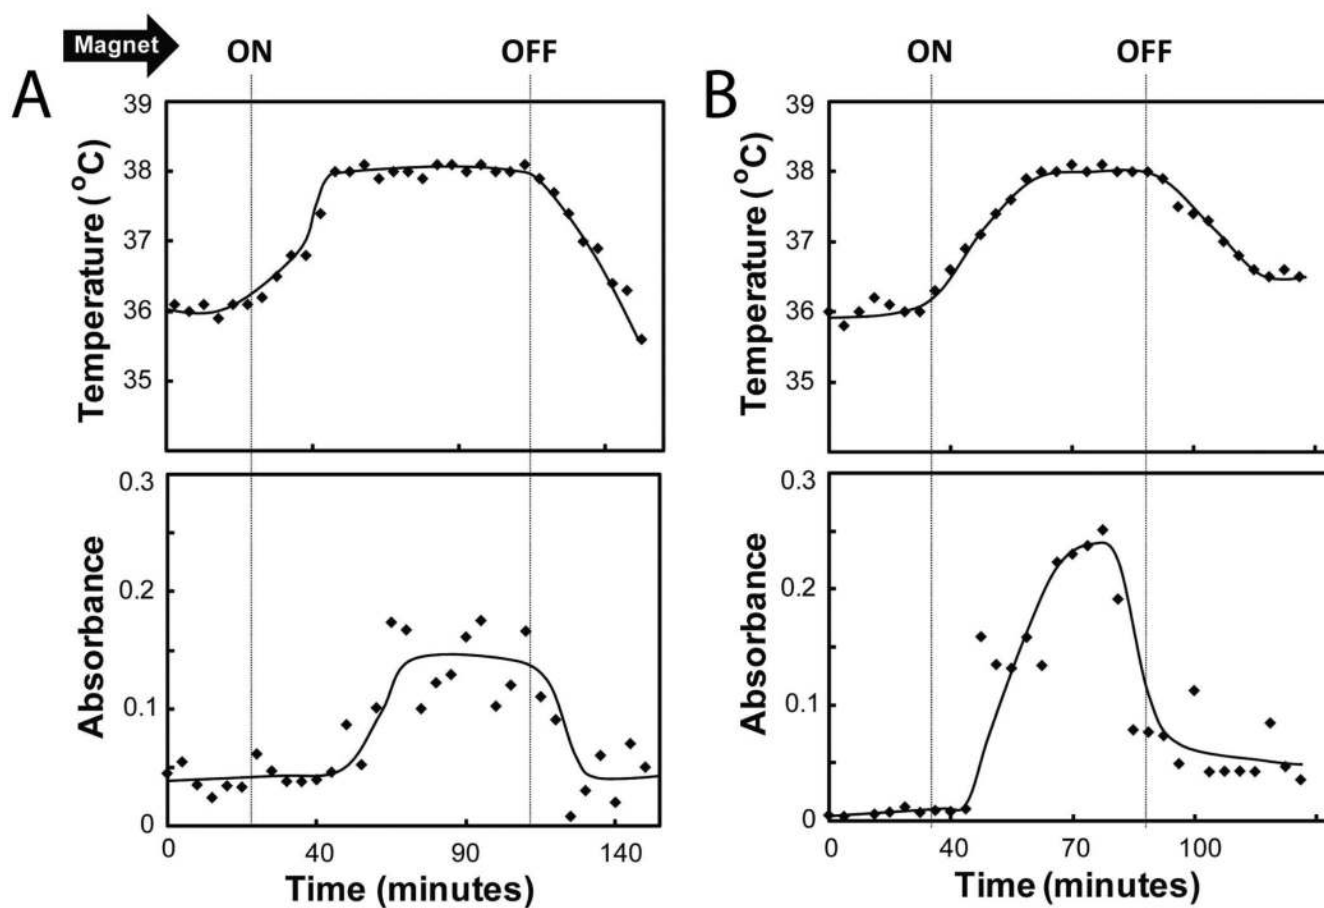 Magnet
ON
OFF
ON
OFF
A
39
38
37
36
35
Temperature (°C)
0.3
0.2
0.1
0
Absorbance
0
40
90
140
Time (minutes)
B
39
38
37
36
35
Temperature (°C)
0.3
0.2
0.1
0
Absorbance
0
40
70
100
Time (minutes)